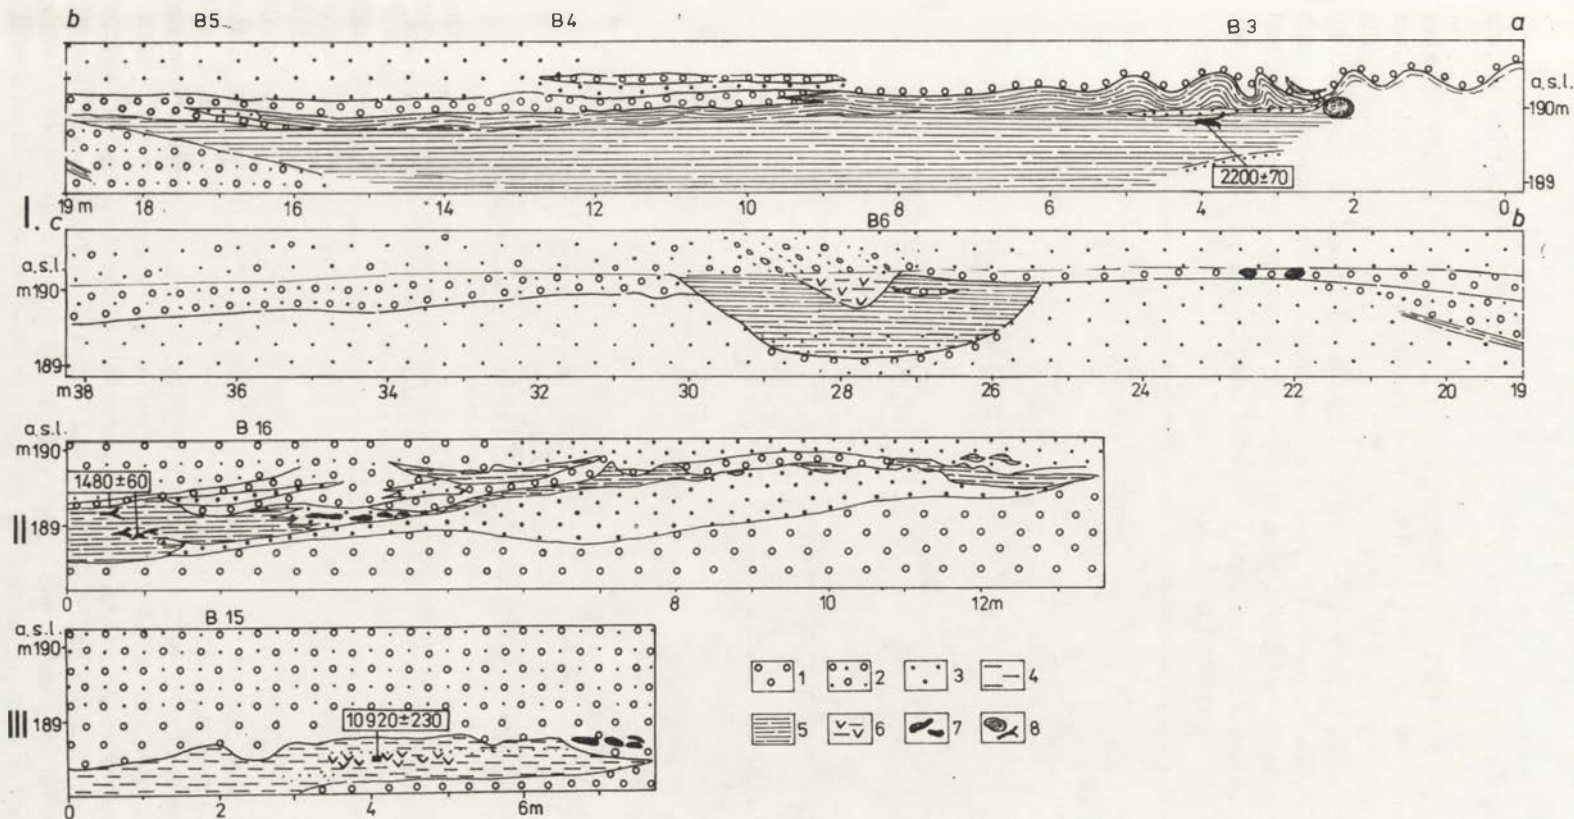 b B5 B4 B3 a
a.s.l.
190m
2200±70
189
19 m 18 16 14 12 10 8 6 4 2 0
I. c B6 b
a.s.l.
m190
189
m38 36 34 32 30 28 26 24 22 20 19
a.s.l. B 16
m190
1480±60
II 189
0 8 10 12m
B 15
a.s.l.
m190
10 920±230
III 189
0 2 4 6m
1 2 3 4
5 6 7 8